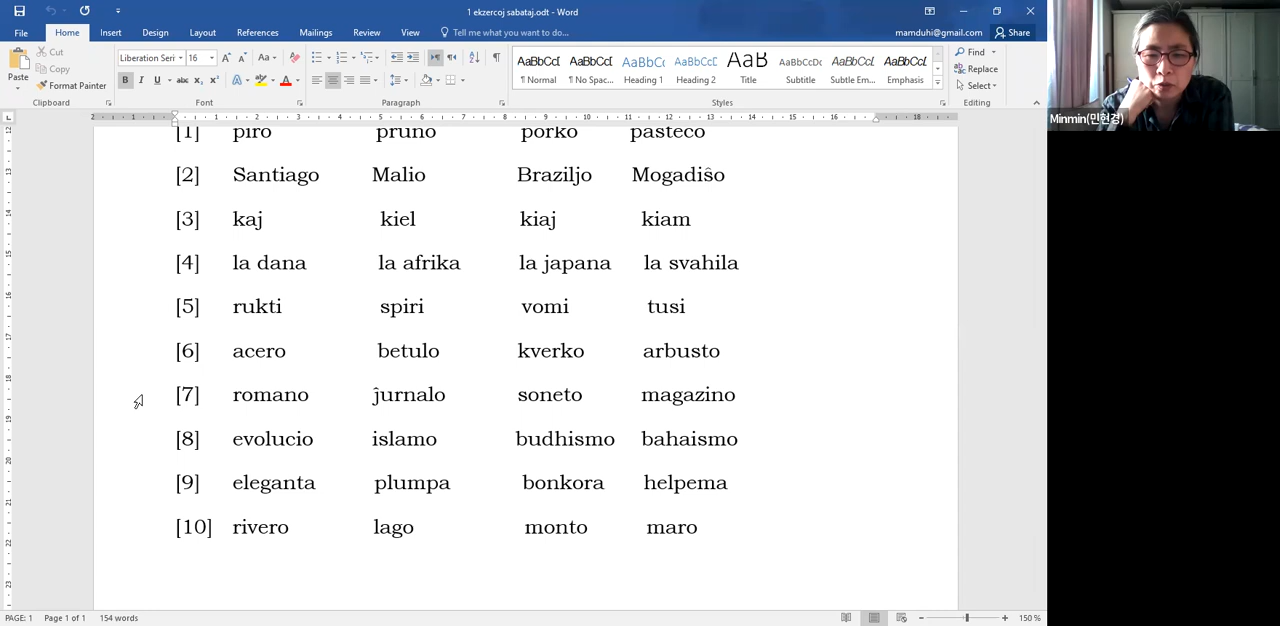 1 ekzercoj sabataj.odt - Word
File Home Insert Design Layout References Mailings Review View Tell me what you want to do... mamduhi@gmail.com Share
Paste Cut Copy Format Painter
Liberation Seri 16
AaBbCcI AaBbCcI AaBbCc AaBbCcI AaB AaBbCcDc AaBbCcI AaBbCcI
¶ Normal ¶ No Spac... Heading 1 Heading 2 Title Subtitle Subtle Em... Emphasis
Find Replace Select
Clipboard Font Paragraph Styles Editing
Minmin(민현경)
[1] piro pruno porko pasteco
[2] Santiago Malio Braziljo Mogadiŝo
[3] kaj kiel kiaj kiam
[4] la dana la afrika la japana la svahila
[5] rukti spiri vomi tusi
[6] acero betulo kverko arbusto
[7] romano ĵurnalo soneto magazino
[8] evolucio islamo budhismo bahaismo
[9] eleganta plumpa bonkora helpema
[10] rivero lago monto maro
PAGE: 1 Page 1 of 1 154 words 150 %